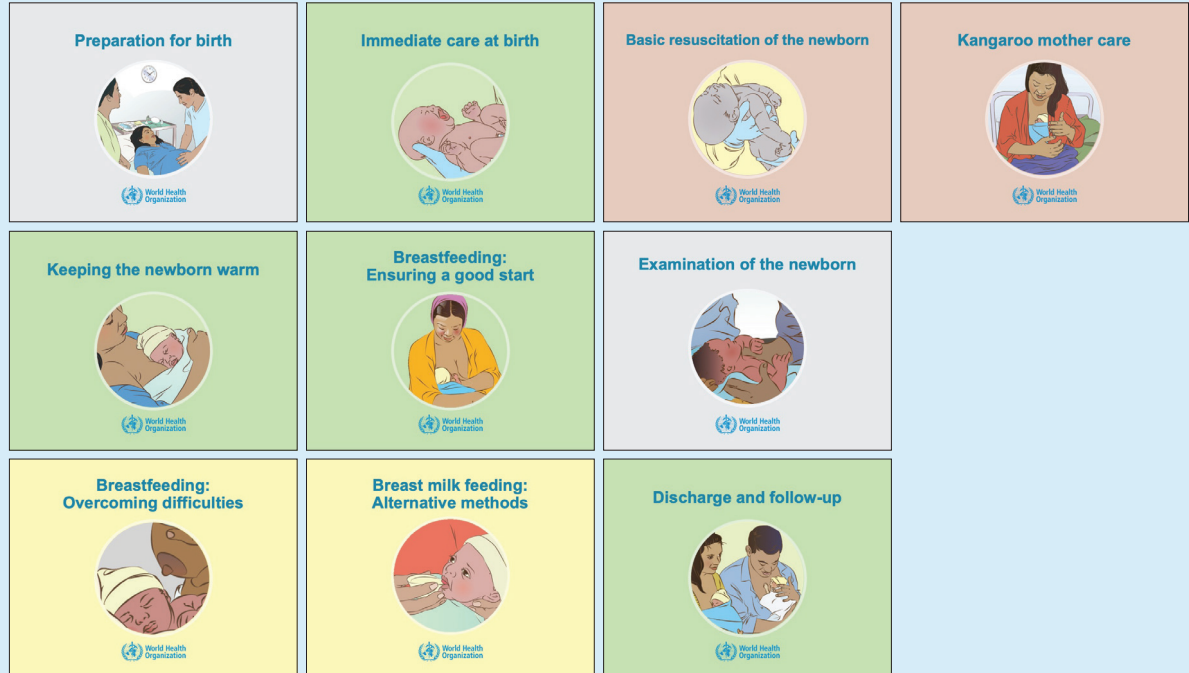 Preparation for birth
World Health
Organization
Immediate care at birth
World Health
Organization
Basic resuscitation of the newborn
World Health
Organization
Kangaroo mother care
World Health
Organization
Keeping the newborn warm
World Health
Organization
Breastfeeding:
Ensuring a good start
World Health
Organization
Examination of the newborn
World Health
Organization
Breastfeeding:
Overcoming difficulties
World Health
Organization
Breast milk feeding:
Alternative methods
World Health
Organization
Discharge and follow-up
World Health
Organization